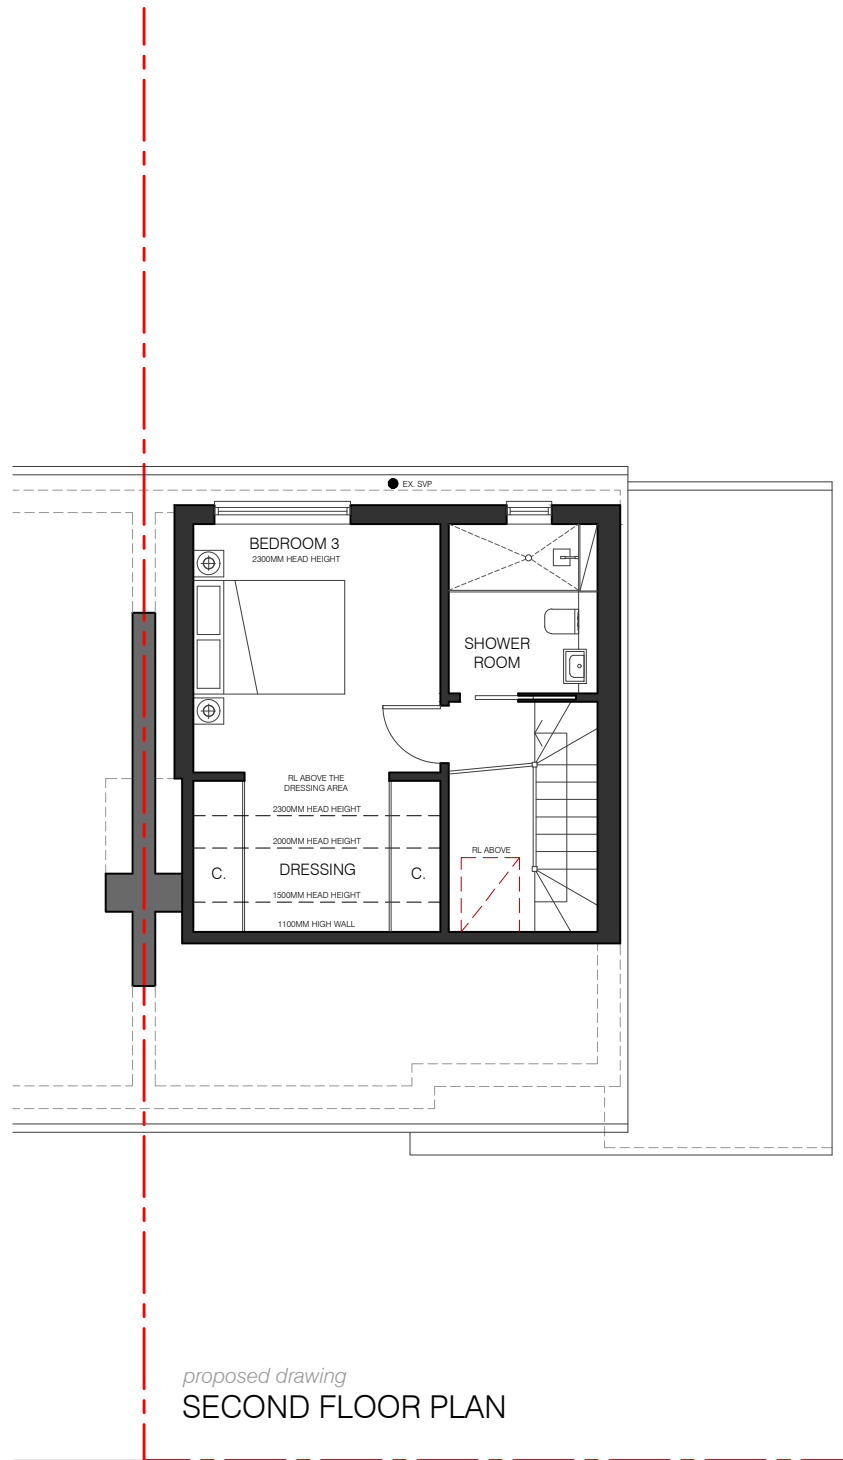 EX. SVP
BEDROOM 3
2300MM HEAD HEIGHT
SHOWER
ROOM
RL ABOVE THE
DRESSING AREA
2300MM HEAD HEIGHT
2000MM HEAD HEIGHT
RL ABOVE
C.
DRESSING
C.
1500MM HEAD HEIGHT
1100MM HIGH WALL
proposed drawing
SECOND FLOOR PLAN